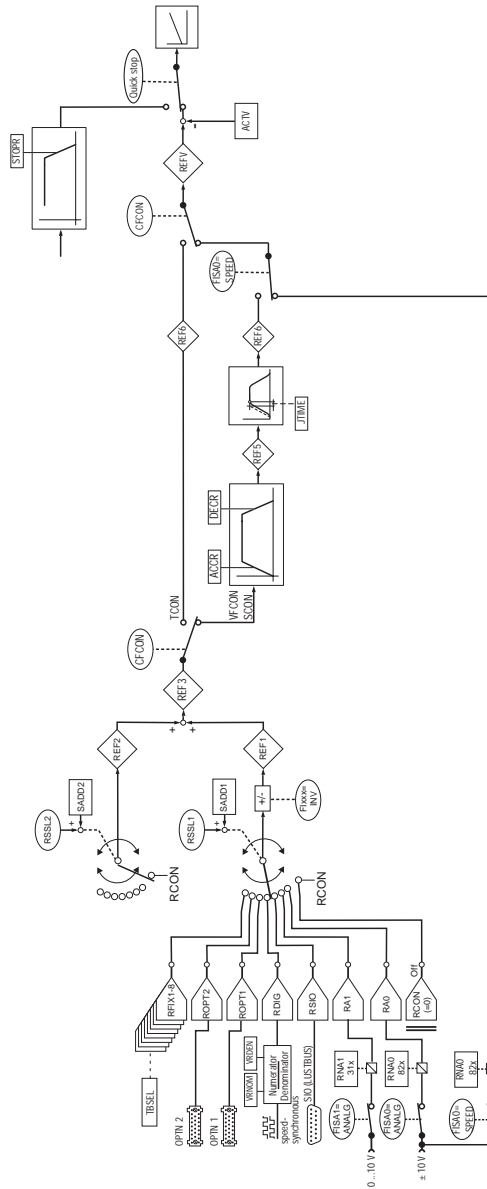 STOPR
Quick stop
ACTV
REFV
CFCON
FISA0=
SPEED
REF6
REF6
JTIME
REF5
DECR
ACCR
TCON
VFCON
SCON
CFCON
REF3
REF2
REF1
+
+
RSSL2
SADD2
+
RCON
RSSL1
SADD1
+
+/-
FIxxx=
INV
RCON
TBSEL
RFIX1-8
OPTN 2
ROPT2
OPTN 1
ROPT1
VRNOM
VRDEN
speed-
synchronous
Numerator
Denominator
RDIG
SIO (LUSTBUS)
RSIO
0 ...10 V
FISA1=
ANALG
RNA1
31x
RA1
± 10 V
FISA0=
ANALG
RNA0
82x
RA0
RCON
(=0)
Off
FISA0=
SPEED
RNA0
82x